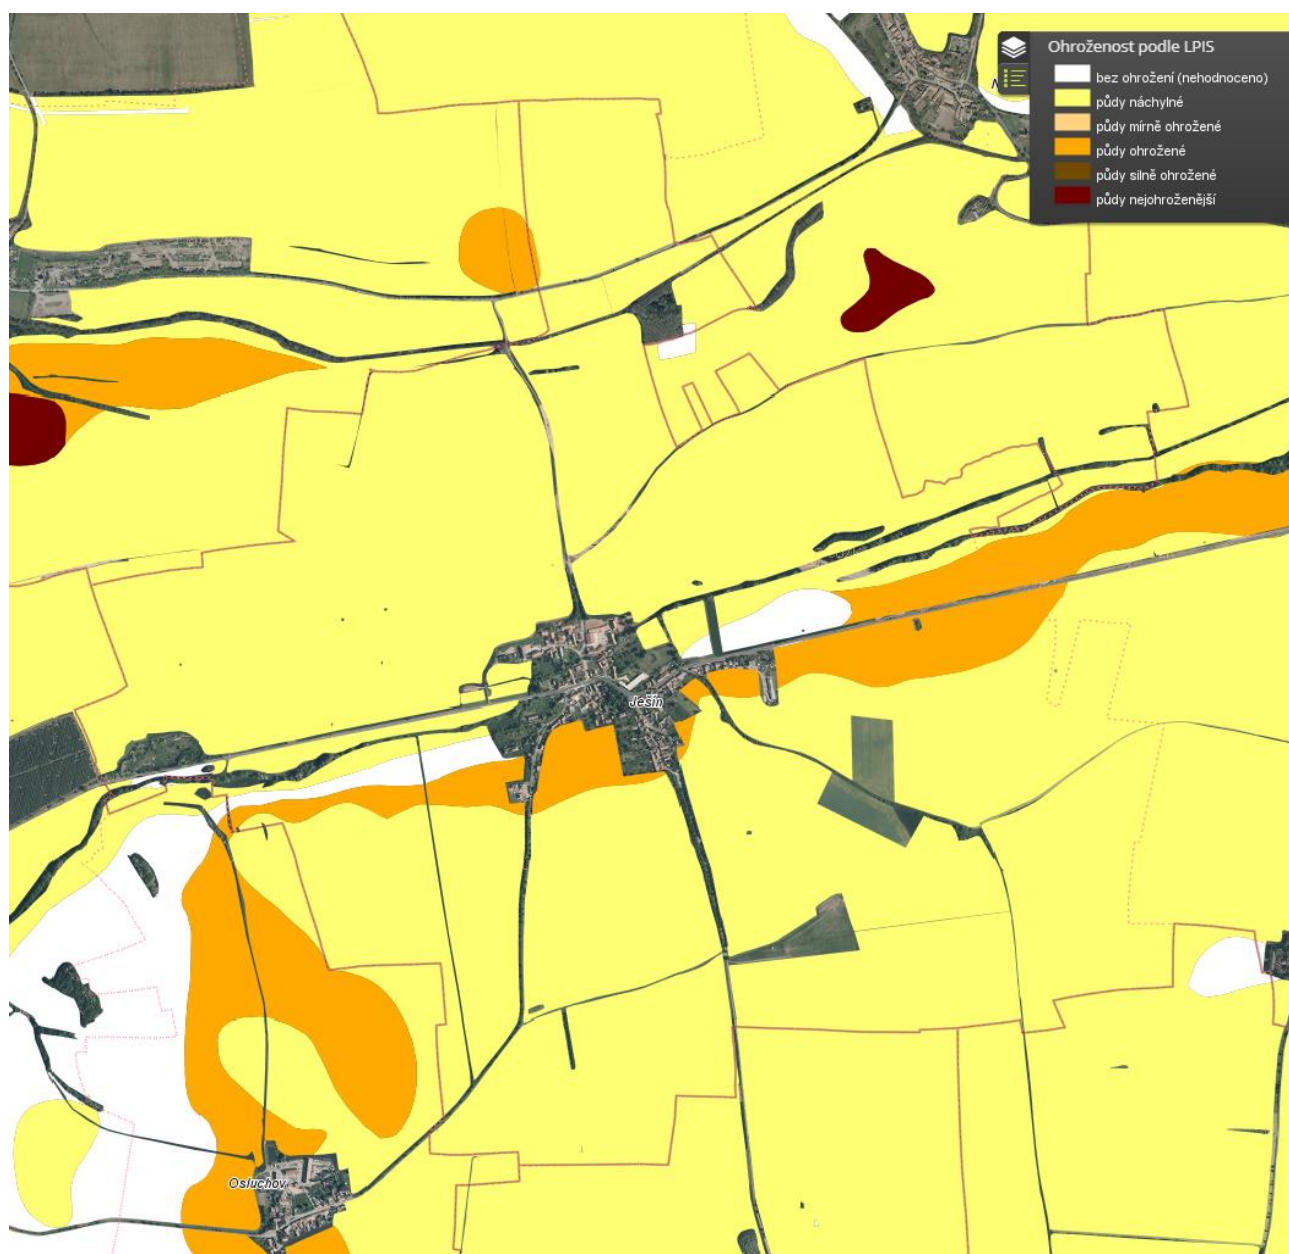 Ohroženost podle LPIS
bez ohrožení (nehodnoceno)
půdy náchylné
půdy mírně ohrožené
půdy ohrožené
půdy silně ohrožené
půdy nejohroženější
Ješín
Osluchov